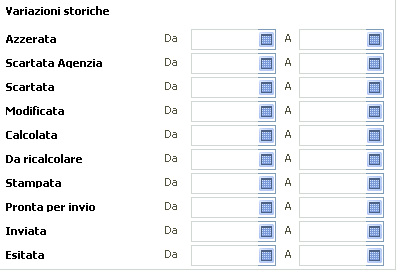 Variazioni storiche
Azzerata Da A
Scartata Agenzia Da A
Scartata Da A
Modificata Da A
Calcolata Da A
Da ricalcolare Da A
Stampata Da A
Pronta per invio Da A
Inviata Da A
Esitata Da A